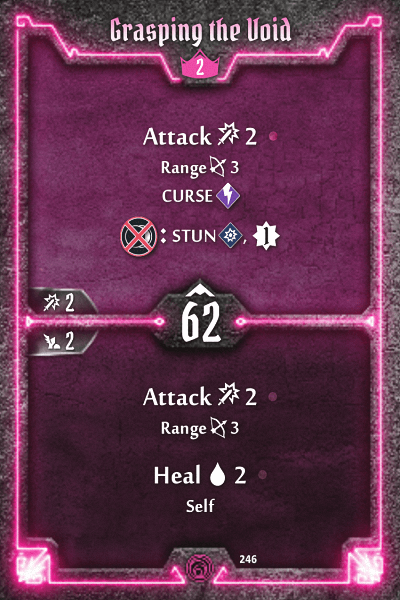 Grasping the Void
2
Attack 2
Range 3
CURSE
: STUN , 1
2
62
2
Attack 2
Range 3
Heal 2
Self
246